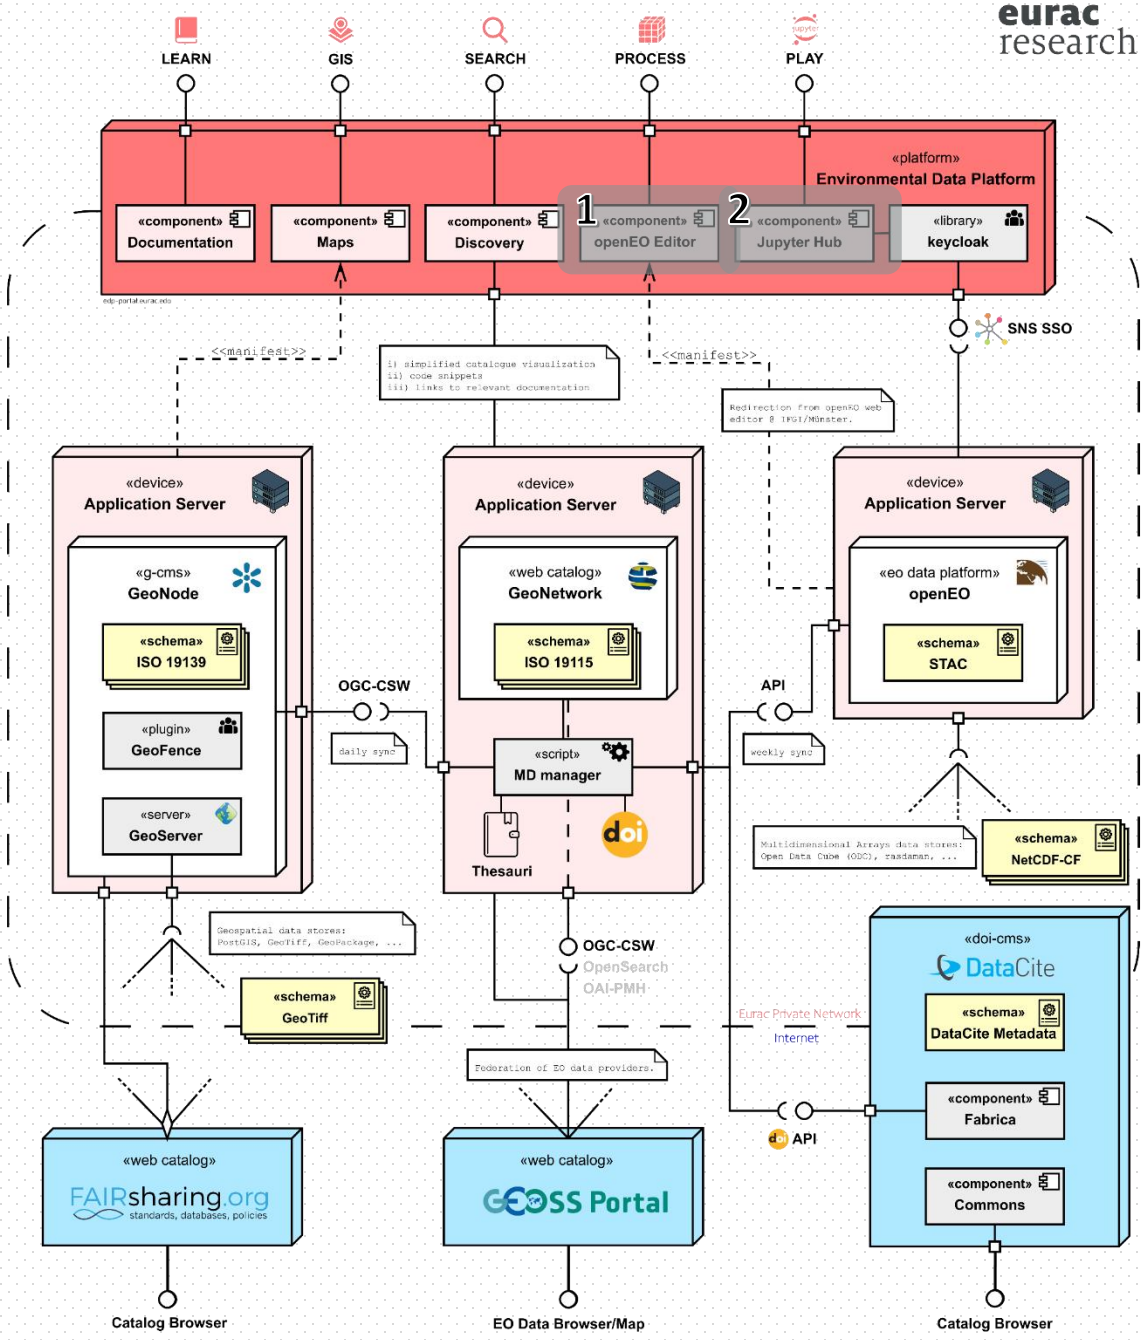 eurac
research
LEARN
GIS
SEARCH
PROCESS
jupyter
PLAY
«platform»
Environmental Data Platform
1
2
«component»
Documentation
«component»
Maps
«component»
Discovery
«component»
openEO Editor
«component»
Jupyter Hub
«library»
keycloak
edp-portal.eurac.edu
SNS SSO
<<manifest>>
<<manifest>>
i) simplified catalogue visualization
ii) code snippets
iii) links to relevant documentation
Redirection from openEO web
editor @ IFGI/Münster.
«device»
Application Server
«device»
Application Server
«device»
Application Server
«g-cms»
GeoNode
«web catalog»
GeoNetwork
«eo data platform»
openEO
«schema»
ISO 19139
«schema»
ISO 19115
«schema»
STAC
OGC-CSW
API
«plugin»
GeoFence
daily sync
«script»
MD manager
weekly sync
«server»
GeoServer
doi
Thesauri
Multidimensional Arrays data stores:
Open Data Cube (ODC), rasdaman, ...
«schema»
NetCDF-CF
Geospatial data stores:
PostGIS, GeoTiff, GeoPackage, ...
OGC-CSW
OpenSearch
OAI-PMH
«doi-cms»
DataCite
«schema»
GeoTiff
Eurac Private Network
Internet
«schema»
DataCite Metadata
Federation of EO data providers.
«component»
Fabrica
doi API
«web catalog»
FAIRsharing.org
standards, databases, policies
«web catalog»
GEOSS Portal
«component»
Commons
Catalog Browser
EO Data Browser/Map
Catalog Browser